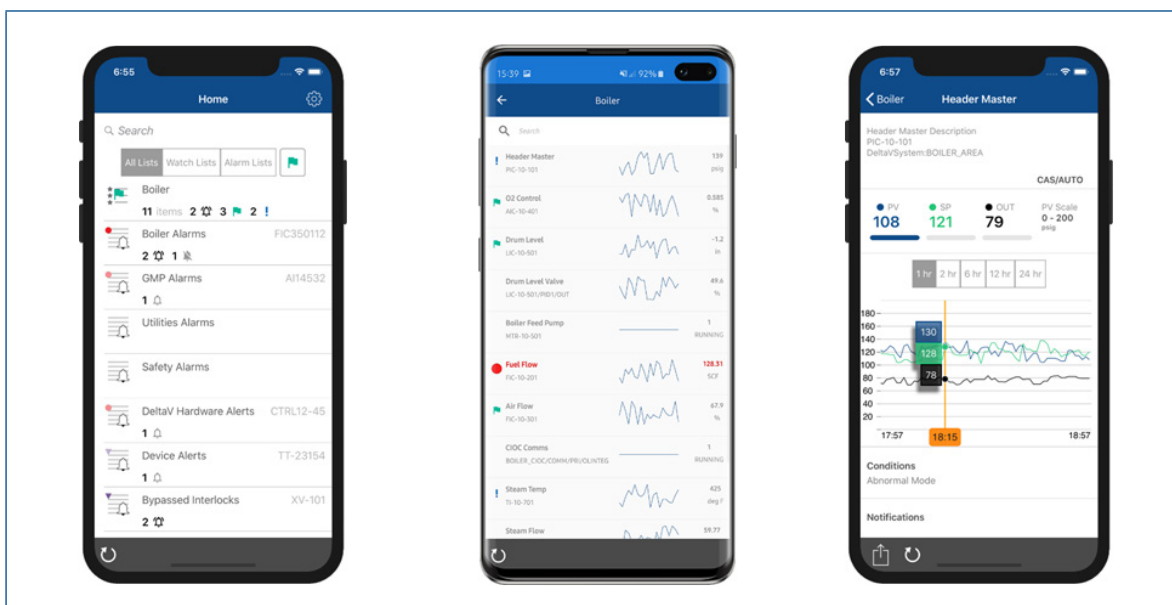 6:55
Home
Search
All Lists Watch Lists Alarm Lists
Boiler
11 items 2 3 2 !
Boiler Alarms FIC350112
2 1
GMP Alarms AI14532
1
Utilities Alarms
Safety Alarms
DeltaV Hardware Alerts CTRL12-45
1
Device Alerts TT-23154
1
Bypassed Interlocks XV-101
2
15:39 92%
Boiler
Search
! Header Master 139
PIC-10-101 psig
O2 Control 0.585
AIC-10-401 %
Drum Level -1.2
LIC-10-501 in
Drum Level Valve 49.6
LIC-10-501/PID1/OUT %
Boiler Feed Pump 1
MTR-10-501 RUNNING
Fuel Flow 128.31
FIC-10-201 SCF
Air Flow 67.9
FIC-10-301 %
CIOC Comms 1
RUNNING
! Steam Temp 425
TI-10-701 deg F
Steam Flow 59.77
6:57
Boiler Header Master
Header Master Description
PIC-10-101
DeltaVSystem:BOILER_AREA
CAS/AUTO
PV SP OUT PV Scale
108 121 79 0 - 200
psig
1 hr 2 hr 6 hr 12 hr 24 hr
180
160
140
120
100
80
60
40
20
130
128
78
17:57 18:15 18:57
Conditions
Abnormal Mode
Notifications